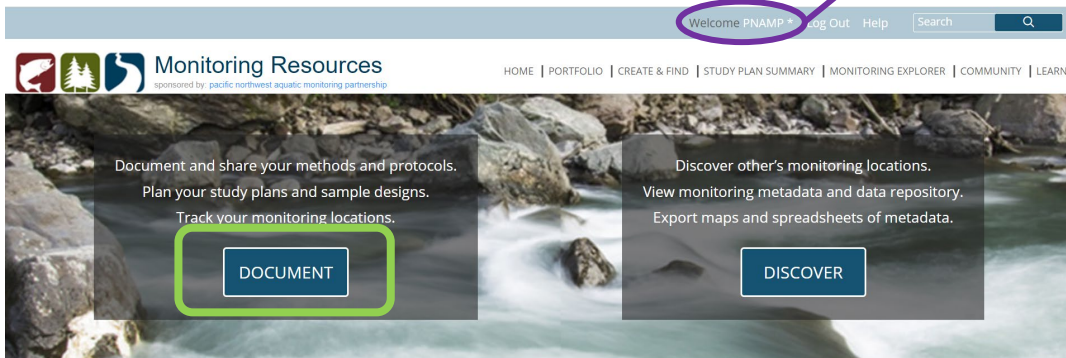 Welcome PNAMP * Log Out Help Search
Monitoring Resources
sponsored by: pacific northwest aquatic monitoring partnership
HOME | PORTFOLIO | CREATE & FIND | STUDY PLAN SUMMARY | MONITORING EXPLORER | COMMUNITY | LEARN
Document and share your methods and protocols.
Plan your study plans and sample designs.
Track your monitoring locations.
DOCUMENT
Discover other's monitoring locations.
View monitoring metadata and data repository.
Export maps and spreadsheets of metadata.
DISCOVER